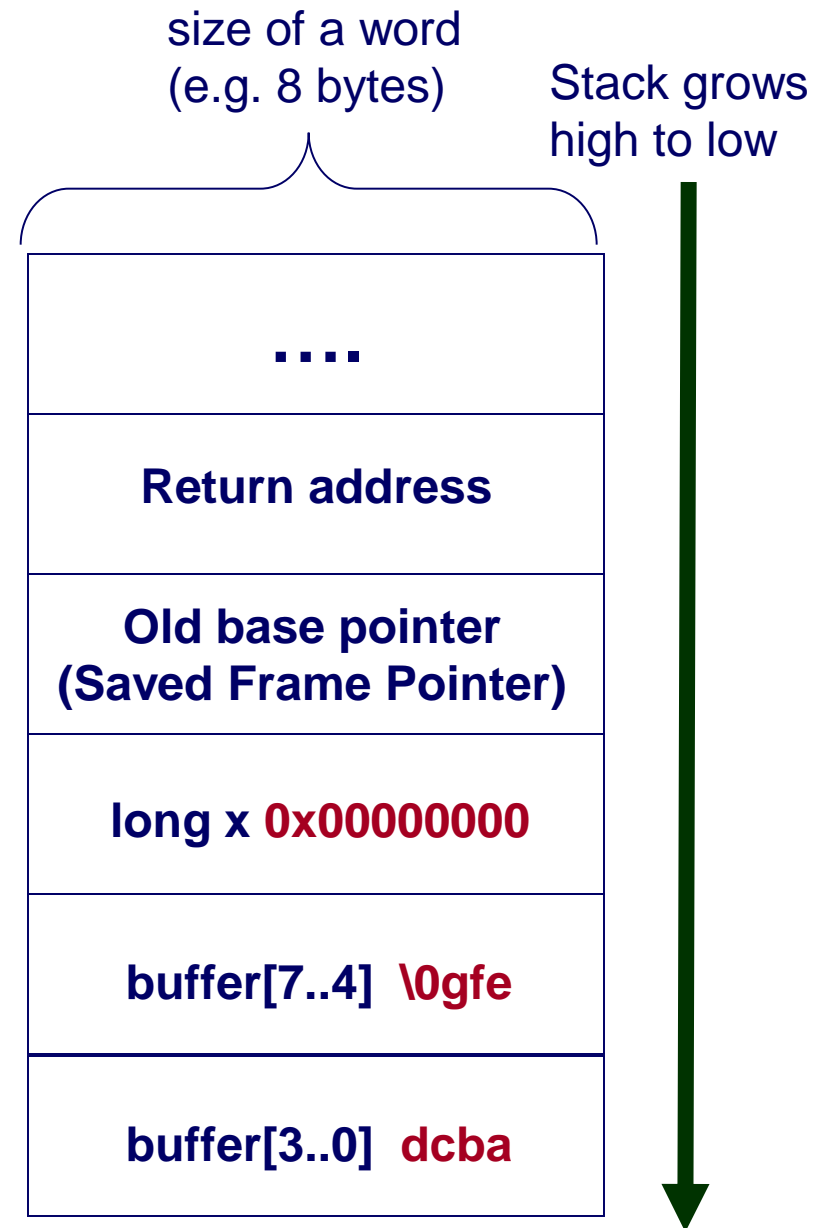 size of a word
(e.g. 8 bytes)
Stack grows
high to low
....
Return address
Old base pointer
(Saved Frame Pointer)
long x 0x00000000
buffer[7..4] \0gfe
buffer[3..0] dcba